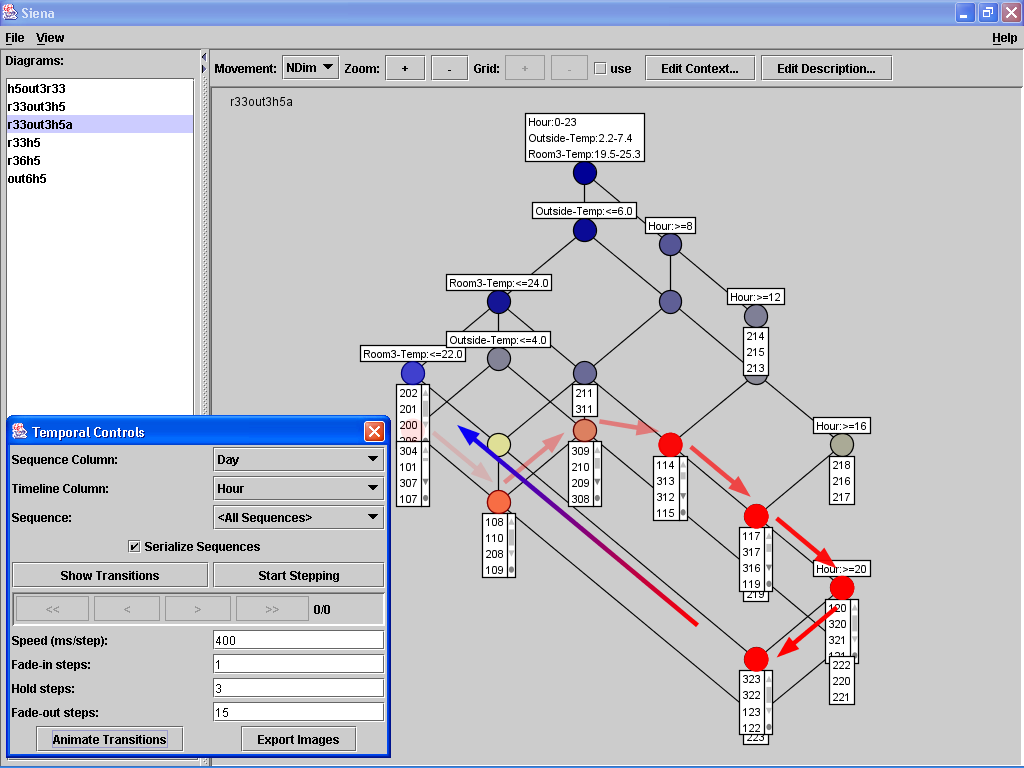 Siena
File View Help
Diagrams:
h5out3r33
r33out3h5
r33out3h5a
r33h5
r36h5
out6h5
Movement: NDim Zoom: + - Grid: + - use Edit Context... Edit Description...
r33out3h5a
Hour:0-23
Outside-Temp:2.2-7.4
Room3-Temp:19.5-25.3
Outside-Temp:<=6.0
Hour:>=8
Room3-Temp:<=24.0
Hour:>=12
214
215
213
Outside-Temp:<=4.0
Room3-Temp:<=22.0
202
201
200
206
304
101
307
107
211
311
309
210
209
308
Hour:>=16
218
216
217
114
313
312
115
108
110
208
109
117
317
316
119
219
Hour:>=20
120
320
321
121
222
220
221
323
322
123
122
223
Temporal Controls
Sequence Column: Day
Timeline Column: Hour
Sequence: <All Sequences>
Serialize Sequences
Show Transitions Start Stepping
<< < > >> 0/0
Speed (ms/step): 400
Fade-in steps: 1
Hold steps: 3
Fade-out steps: 15
Animate Transitions Export Images